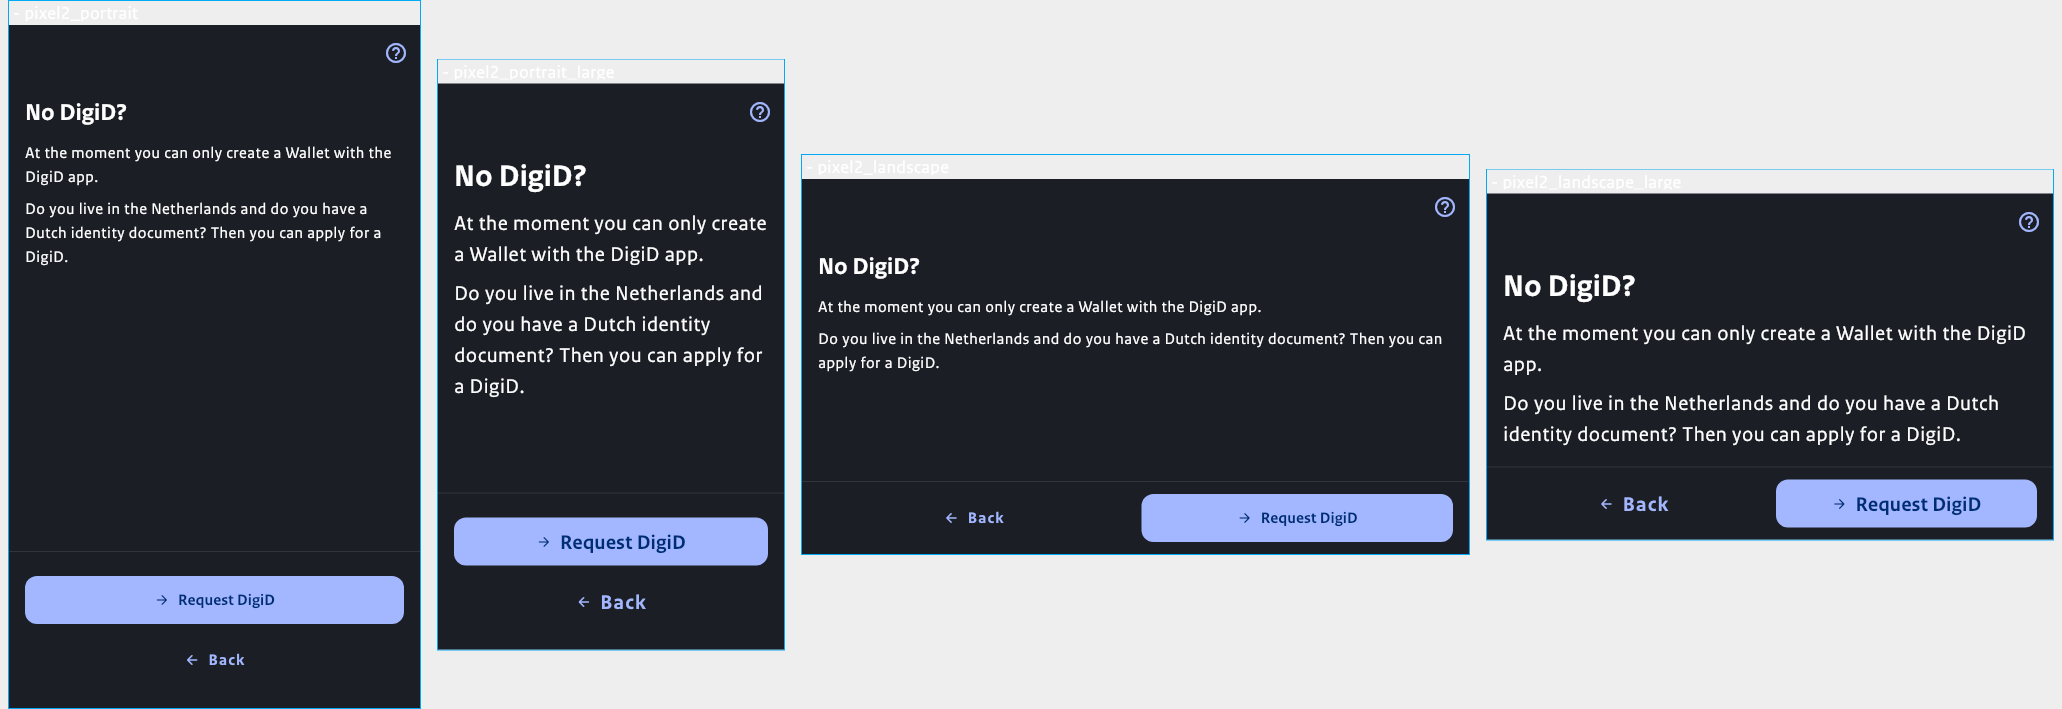 - pixel2_portrait
No DigiD?
At the moment you can only create a Wallet with the
DigiD app.
Do you live in the Netherlands and do you have a
Dutch identity document? Then you can apply for a
DigiD.
→ Request DigiD
← Back
- pixel2_portrait_large
No DigiD?
At the moment you can only create
a Wallet with the DigiD app.
Do you live in the Netherlands and
do you have a Dutch identity
document? Then you can apply for
a DigiD.
→ Request DigiD
← Back
- pixel2_landscape
No DigiD?
At the moment you can only create a Wallet with the DigiD app.
Do you live in the Netherlands and do you have a Dutch identity document? Then you can
apply for a DigiD.
← Back
→ Request DigiD
- pixel2_landscape_large
No DigiD?
At the moment you can only create a Wallet with the DigiD
app.
Do you live in the Netherlands and do you have a Dutch
identity document? Then you can apply for a DigiD.
← Back
→ Request DigiD